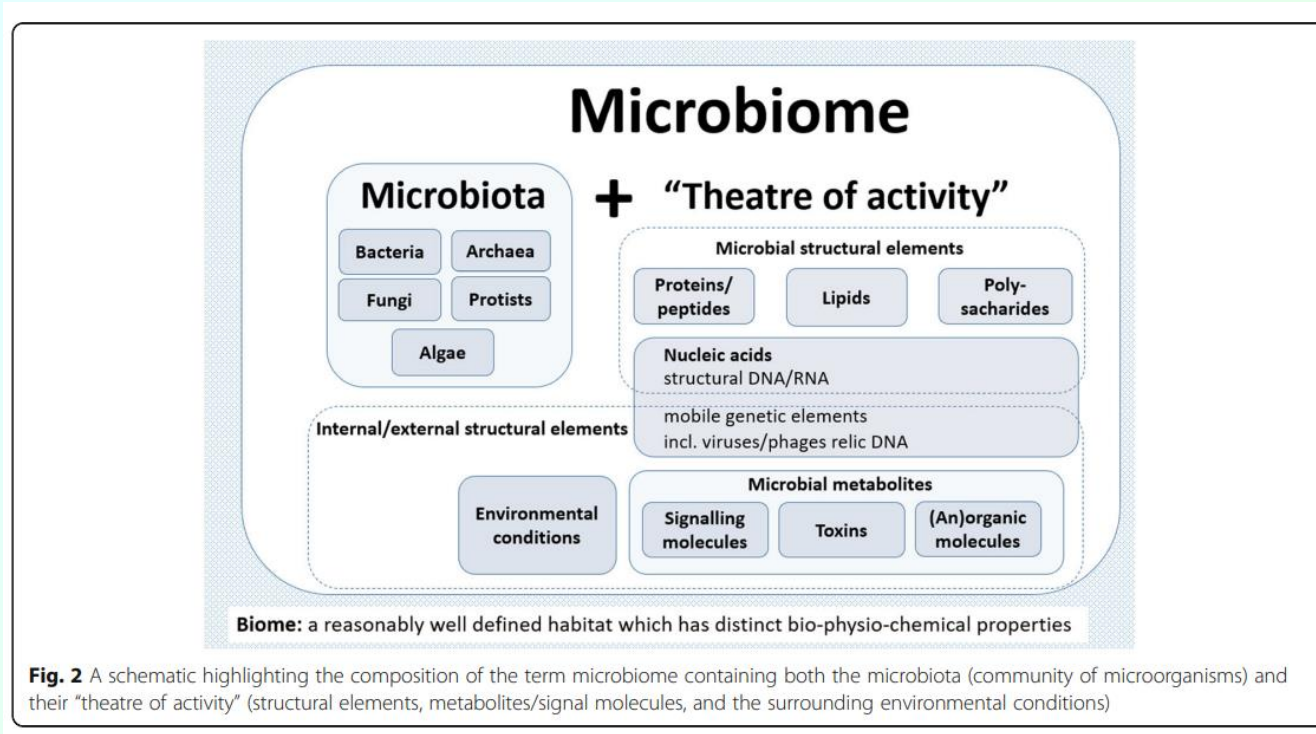 Microbiome
Microbiota + “Theatre of activity”
Bacteria
Archaea
Fungi
Protists
Algae
Microbial structural elements
Proteins/
peptides
Lipids
Poly-
sacharides
Nucleic acids
structural DNA/RNA
mobile genetic elements
incl. viruses/phages relic DNA
Internal/external structural elements
Environmental
conditions
Microbial metabolites
Signalling
molecules
Toxins
(An)organic
molecules
Biome: a reasonably well defined habitat which has distinct bio-physio-chemical properties
Fig. 2 A schematic highlighting the composition of the term microbiome containing both the microbiota (community of microorganisms) and
their “theatre of activity” (structural elements, metabolites/signal molecules, and the surrounding environmental conditions)